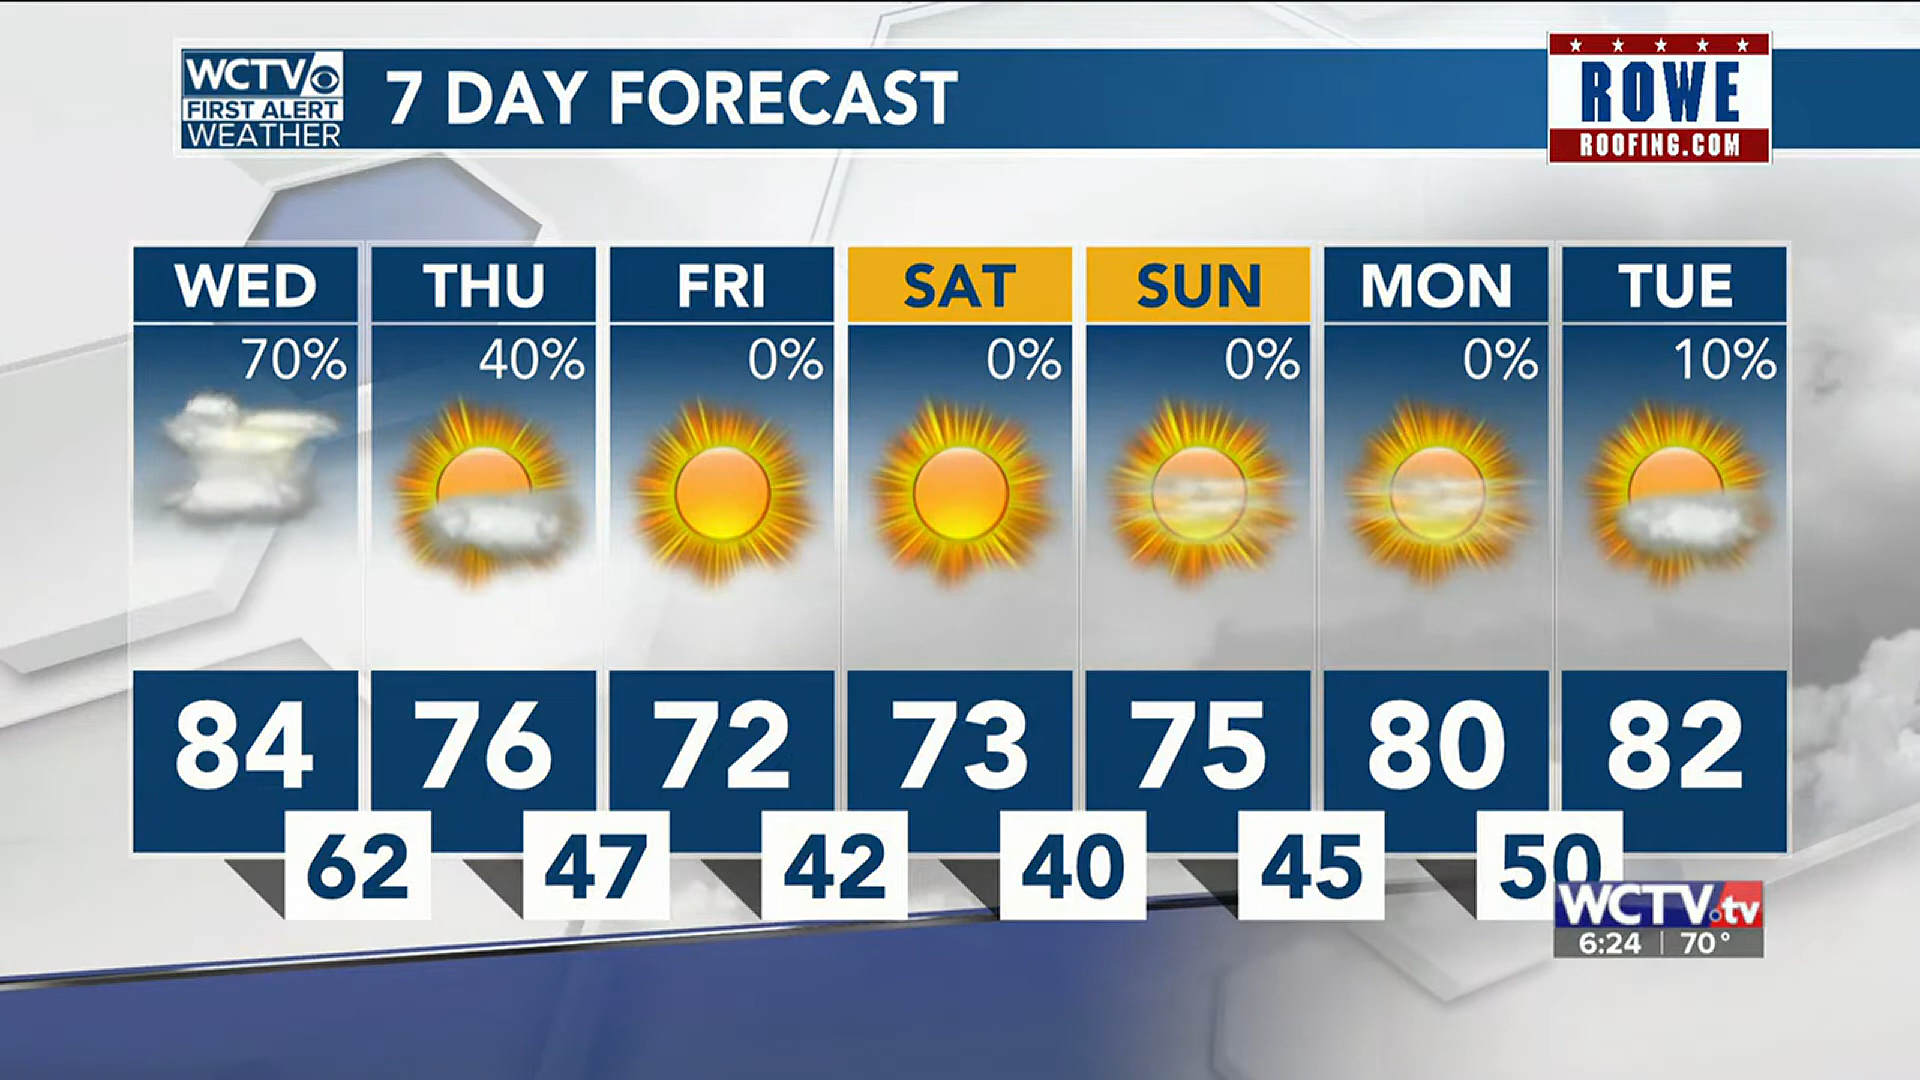 WCTV
FIRST ALERT
WEATHER
7 DAY FORECAST
ROWE
ROOFING.COM
WED THU FRI SAT SUN MON TUE
70% 40% 0% 0% 0% 0% 10%
84 76 72 73 75 80 82
62 47 42 40 45 50
WCTV.tv
6:24 | 70°